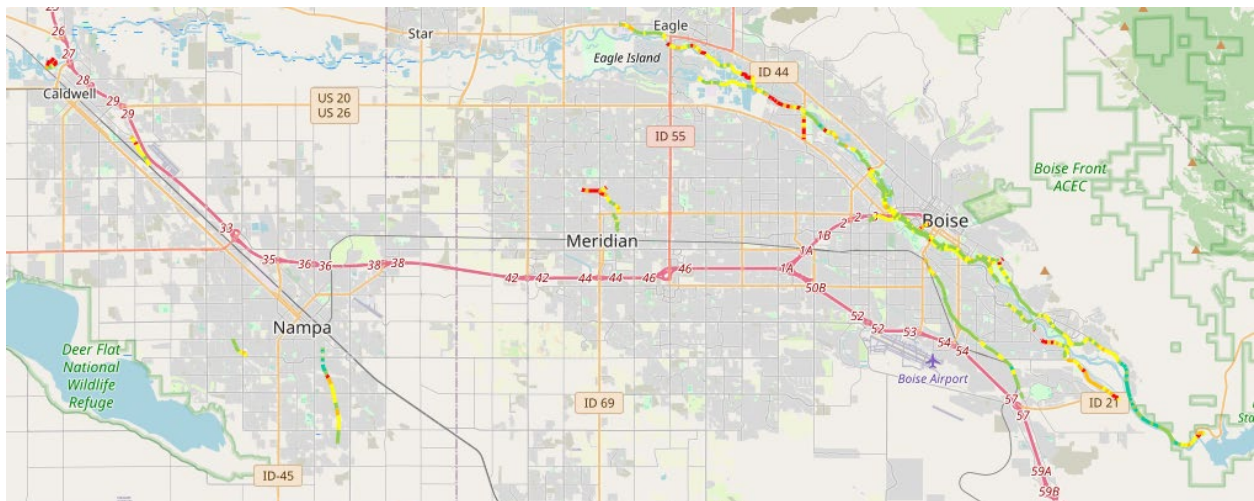 25
26
27
28
29
29
Caldwell
33
35
36
36
38
38
42
42
44
44
46
46
1A
50B
1A
1B
2
2
3
52
52
53
54
54
57
57
59A
59B
Star
Eagle
Eagle Island
ID 44
US 20
US 26
ID 55
Boise Front
ACEC
Boise
Meridian
Nampa
Deer Flat
National
Wildlife
Refuge
Boise Airport
ID 69
ID 21
ID-45
Sta